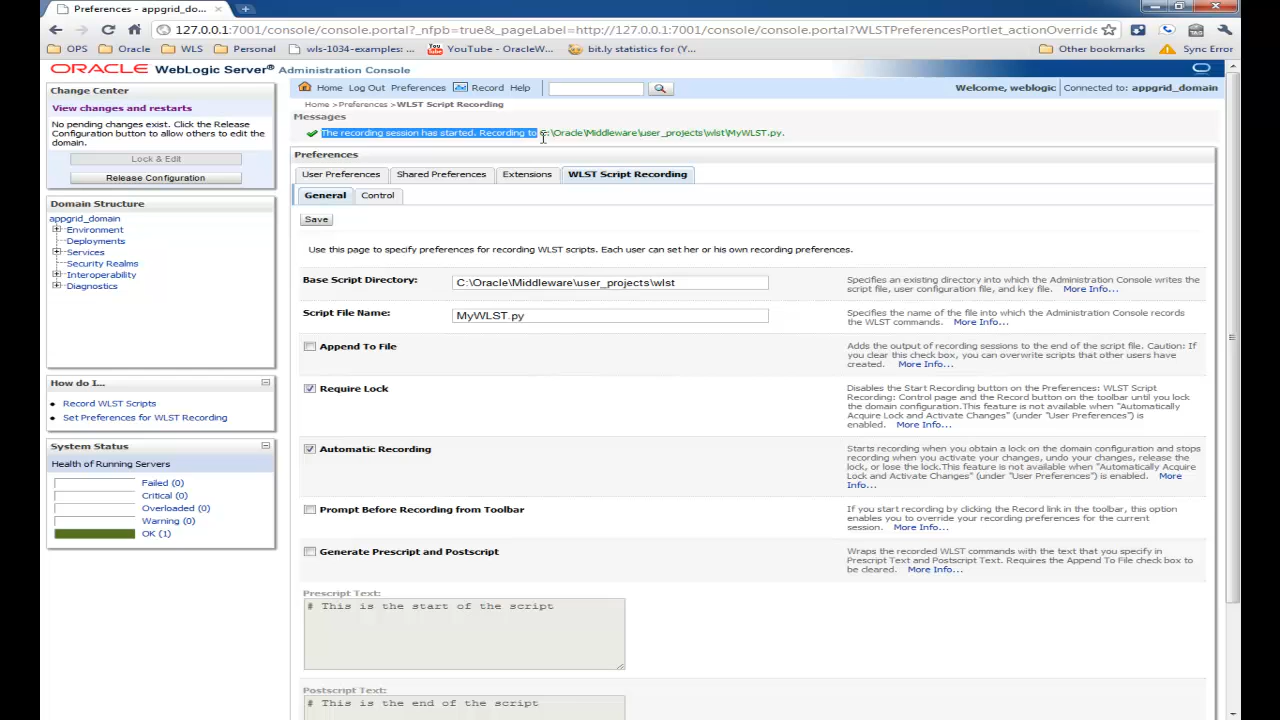 Preferences - appgrid_do...
127.0.0.1:7001/console/console.portal?_nfpb=true&_pageLabel=http://127.0.0.1:7001/console/console.portal?WLSTPreferencesPortlet_actionOverride
OPS Oracle WLS Personal wls-1034-examples:... YouTube - OracleW... bit.ly statistics for (Y... Other bookmarks Sync Error
ORACLE WebLogic Server® Administration Console
Change Center
View changes and restarts
No pending changes exist. Click the Release
Configuration button to allow others to edit the
domain.
Lock & Edit
Release Configuration
Domain Structure
appgrid_domain
Environment
Deployments
Services
Security Realms
Interoperability
Diagnostics
How do I...
Record WLST Scripts
Set Preferences for WLST Recording
System Status
Health of Running Servers
Failed (0)
Critical (0)
Overloaded (0)
Warning (0)
OK (1)
Home Log Out Preferences Record Help
Welcome, weblogic Connected to: appgrid_domain
Home >Preferences >WLST Script Recording
Messages
The recording session has started. Recording to C:\Oracle\Middleware\user_projects\wlst\MyWLST.py.
Preferences
User Preferences Shared Preferences Extensions WLST Script Recording
General Control
Save
Use this page to specify preferences for recording WLST scripts. Each user can set her or his own recording preferences.
Base Script Directory: C:\Oracle\Middleware\user_projects\wlst
Specifies an existing directory into which the Administration Console writes the
script file, user configuration file, and key file. More Info...
Script File Name: MyWLST.py
Specifies the name of the file into which the Administration Console records
the WLST commands. More Info...
Append To File
Adds the output of recording sessions to the end of the script file. Caution: If
you clear this check box, you can overwrite scripts that other users have
created. More Info...
Require Lock
Disables the Start Recording button on the Preferences: WLST Script
Recording: Control page and the Record button on the toolbar until you lock
the domain configuration.This feature is not available when "Automatically
Acquire Lock and Activate Changes" (under "User Preferences") is
enabled. More Info...
Automatic Recording
Starts recording when you obtain a lock on the domain configuration and stops
recording when you activate your changes, undo your changes, release the
lock, or lose the lock.This feature is not available when "Automatically Acquire
Lock and Activate Changes" (under "User Preferences") is enabled. More
Info...
Prompt Before Recording from Toolbar
If you start recording by clicking the Record link in the toolbar, this option
enables you to override your recording preferences for the current
session. More Info...
Generate Prescript and Postscript
Wraps the recorded WLST commands with the text that you specify in
Prescript Text and Postscript Text. Requires the Append To File check box to
be cleared. More Info...
Prescript Text:
# This is the start of the script
Postscript Text:
# This is the end of the script